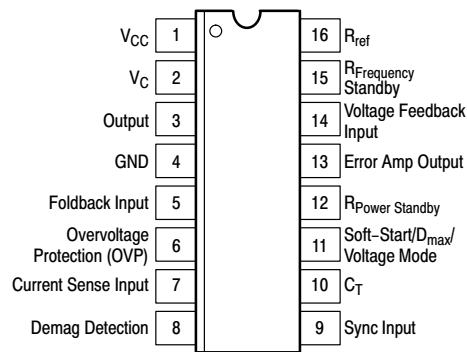 VCC 1
VC 2
Output 3
GND 4
Foldback Input 5
Overvoltage
Protection (OVP) 6
Current Sense Input 7
Demag Detection 8
16 Rref
15 RFrequency
Standby
14 Voltage Feedback
Input
13 Error Amp Output
12 RPower Standby
11 Soft-Start/Dmax/
Voltage Mode
10 CT
9 Sync Input